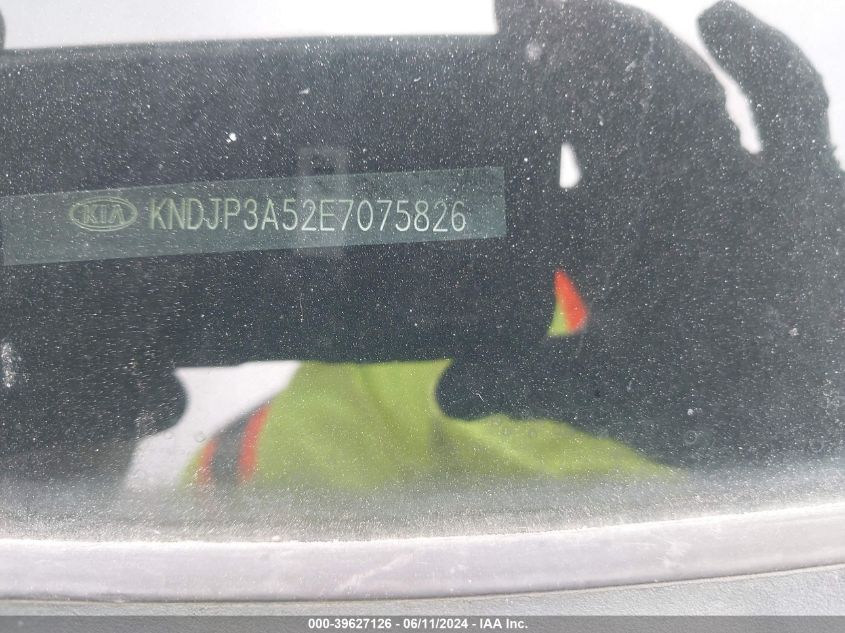 KIA KNDJP3A52E7075826
000-39627126 - 06/11/2024 - IAA Inc.